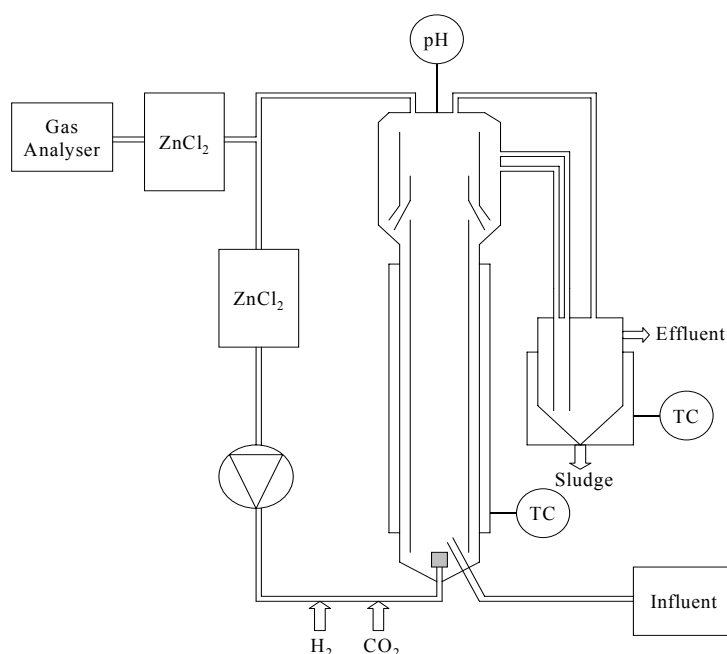 pH
Gas
Analyser
ZnCl₂
ZnCl₂
Effluent
TC
Sludge
TC
Influent
H₂
CO₂